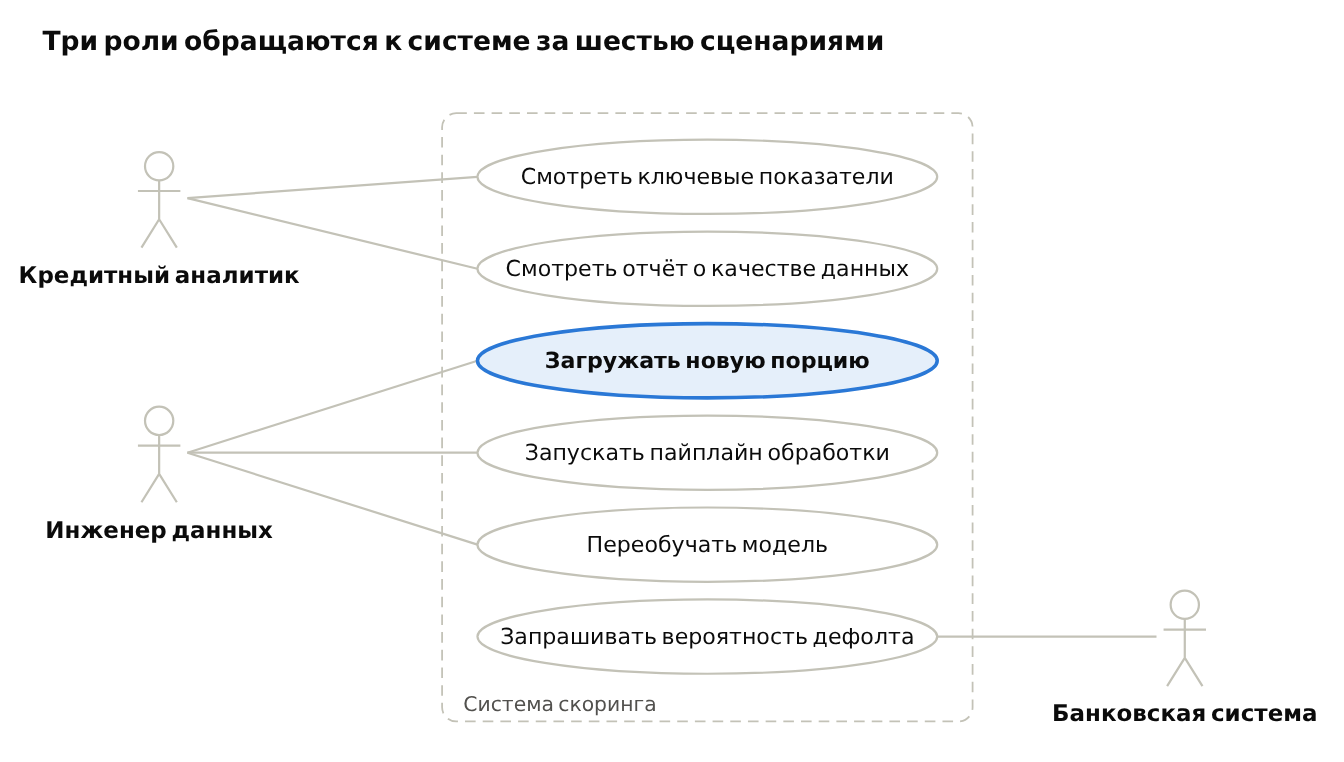 Три роли обращаются к системе за шестью сценариями
Смотреть ключевые показатели
Кредитный аналитик
Смотреть отчёт о качестве данных
Загружать новую порцию
Запускать пайплайн обработки
Инженер данных
Переобучать модель
Запрашивать вероятность дефолта
Система скоринга
Банковская система